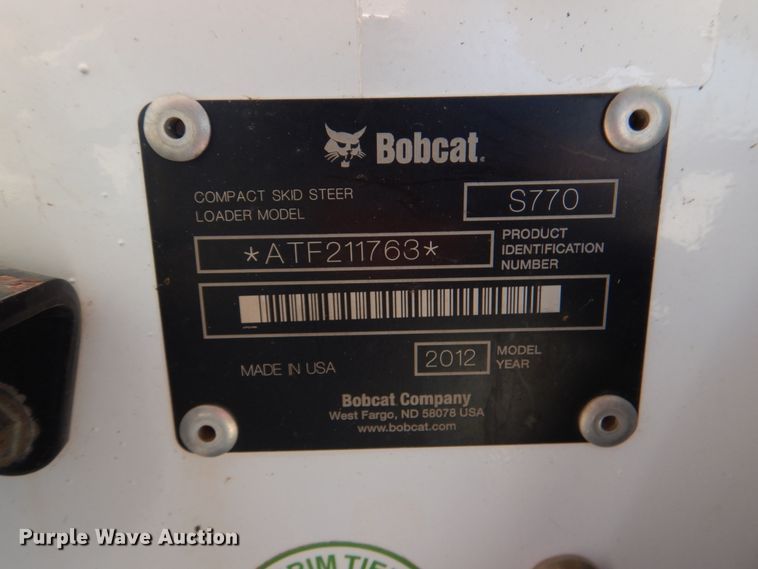 Bobcat
COMPACT SKID STEER
LOADER MODEL
S770
*ATF211763*
PRODUCT
IDENTIFICATION
NUMBER
MADE IN USA
2012
MODEL
YEAR
Bobcat Company
West Fargo, ND 58078 USA
www.bobcat.com
Purple Wave Auction